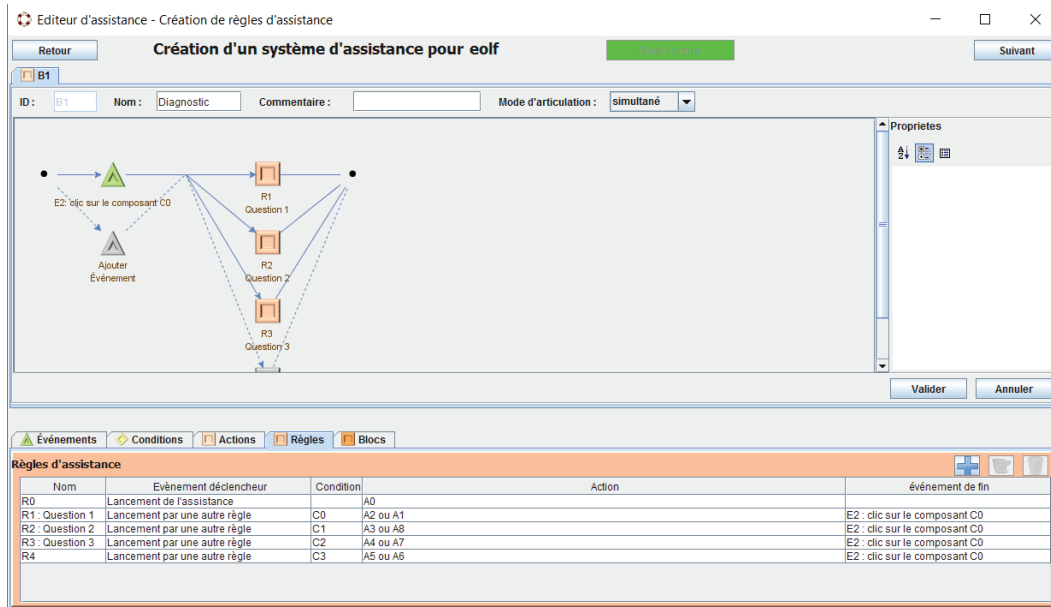 Editeur d'assistance - Création de règles d'assistance
Retour Création d'un système d'assistance pour eolf Suivant
B1
ID : B1 Nom : Diagnostic Commentaire : Mode d'articulation : simultané
Proprietes
E2: clic sur le composant C0
R1
Question 1
Ajouter
Événement
R2
Question 2
R3
Question 3
Valider Annuler
Événements Conditions Actions Règles Blocs
Règles d'assistance
Nom Evènement déclencheur Condition Action événement de fin
R0 Lancement de l'assistance A0
R1 : Question 1 Lancement par une autre règle C0 A2 ou A1 E2 : clic sur le composant C0
R2 : Question 2 Lancement par une autre règle C1 A3 ou A8 E2 : clic sur le composant C0
R3 : Question 3 Lancement par une autre règle C2 A4 ou A7 E2 : clic sur le composant C0
R4 Lancement par une autre règle C3 A5 ou A6 E2 : clic sur le composant C0